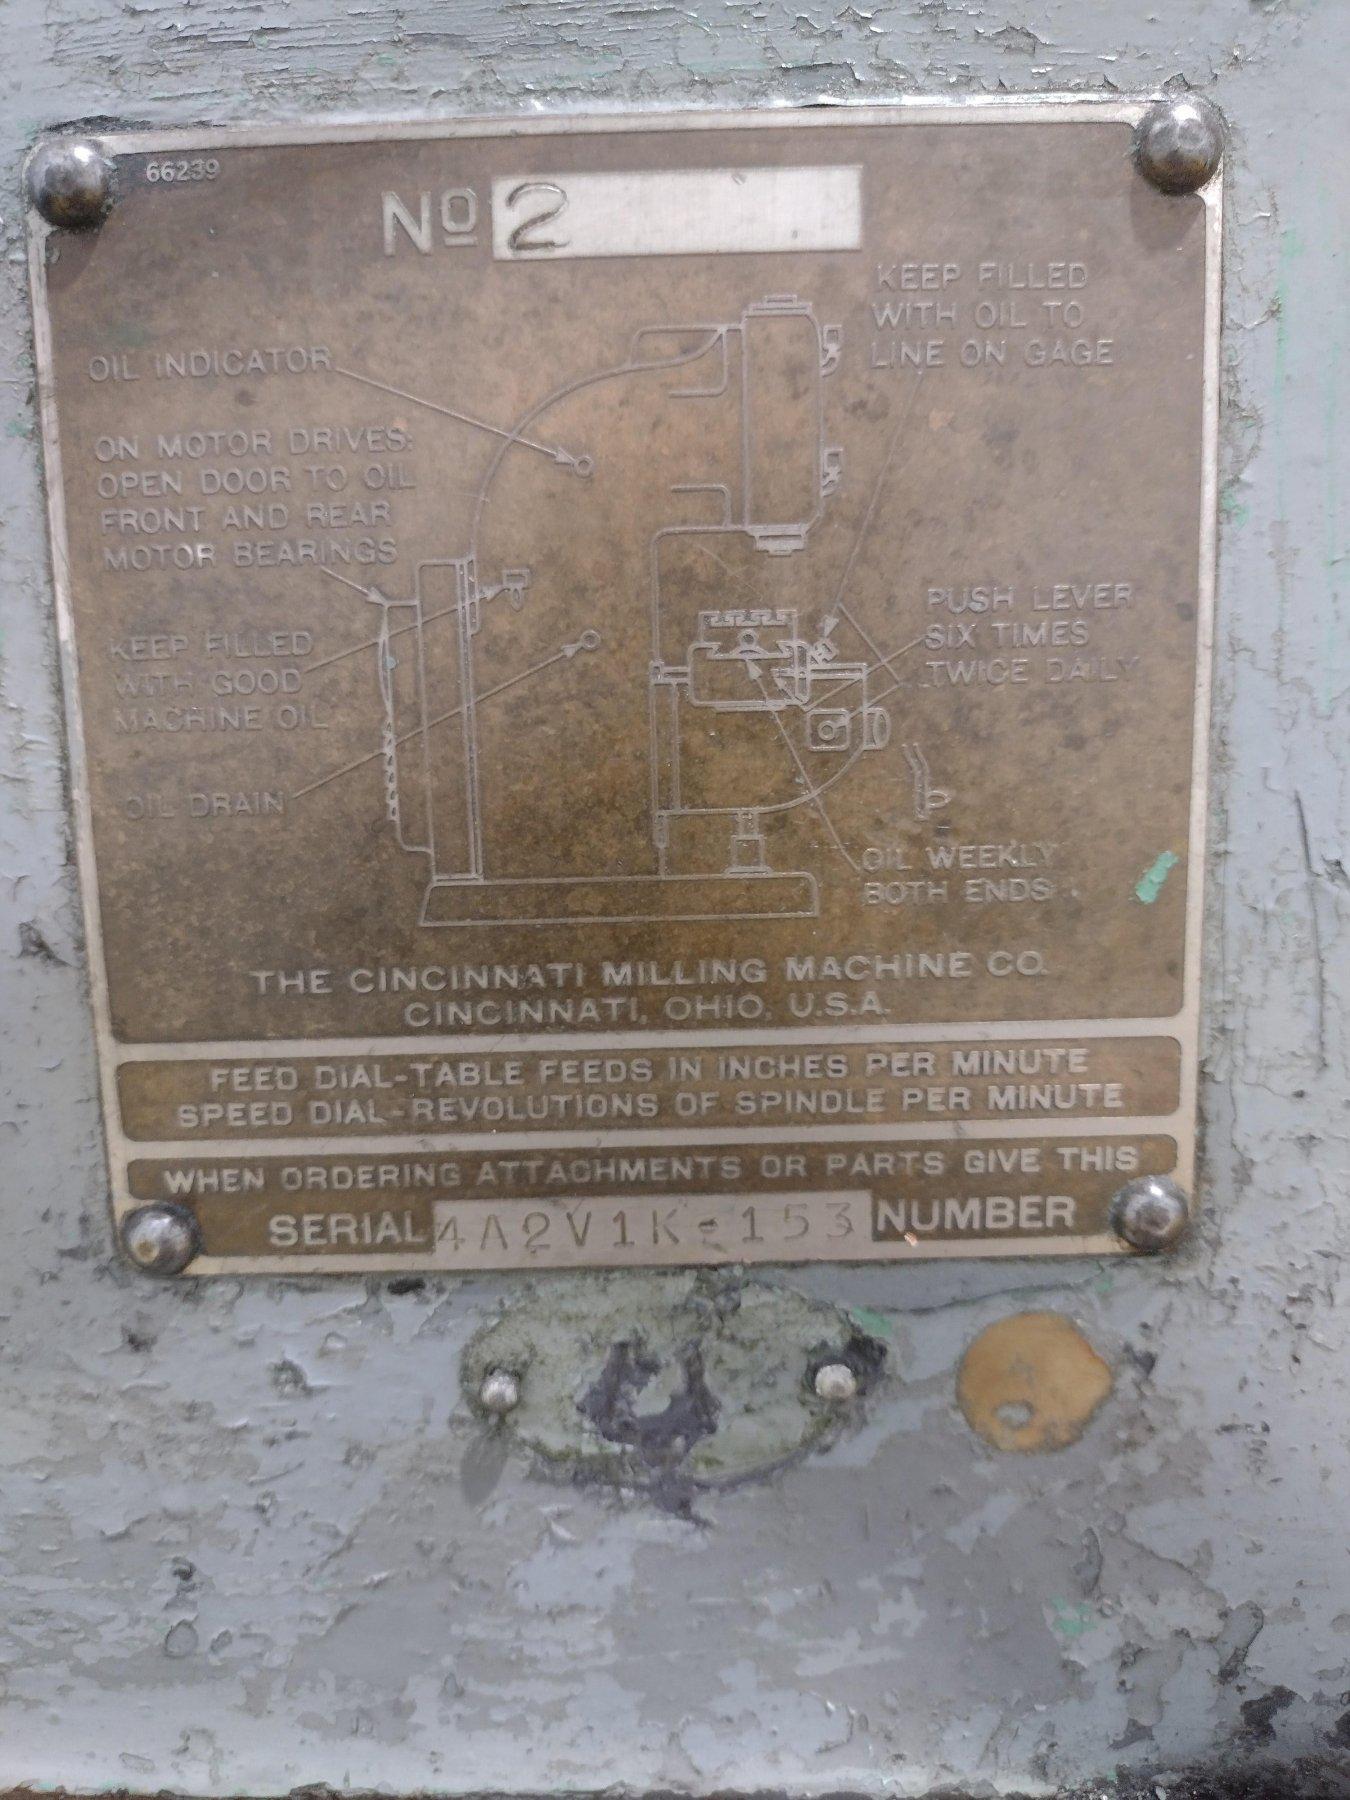 66239
No 2
KEEP FILLED
WITH OIL TO
LINE ON GAGE
OIL INDICATOR
ON MOTOR DRIVES:
OPEN DOOR TO OIL
FRONT AND REAR
MOTOR BEARINGS
PUSH LEVER
SIX TIMES
TWICE DAILY
KEEP FILLED
WITH GOOD
MACHINE OIL
OIL DRAIN
OIL WEEKLY
BOTH ENDS
THE CINCINNATI MILLING MACHINE CO.
CINCINNATI, OHIO, U.S.A.
FEED DIAL-TABLE FEEDS IN INCHES PER MINUTE
SPEED DIAL-REVOLUTIONS OF SPINDLE PER MINUTE
WHEN ORDERING ATTACHMENTS OR PARTS GIVE THIS
SERIAL 4A2V1K-153 NUMBER